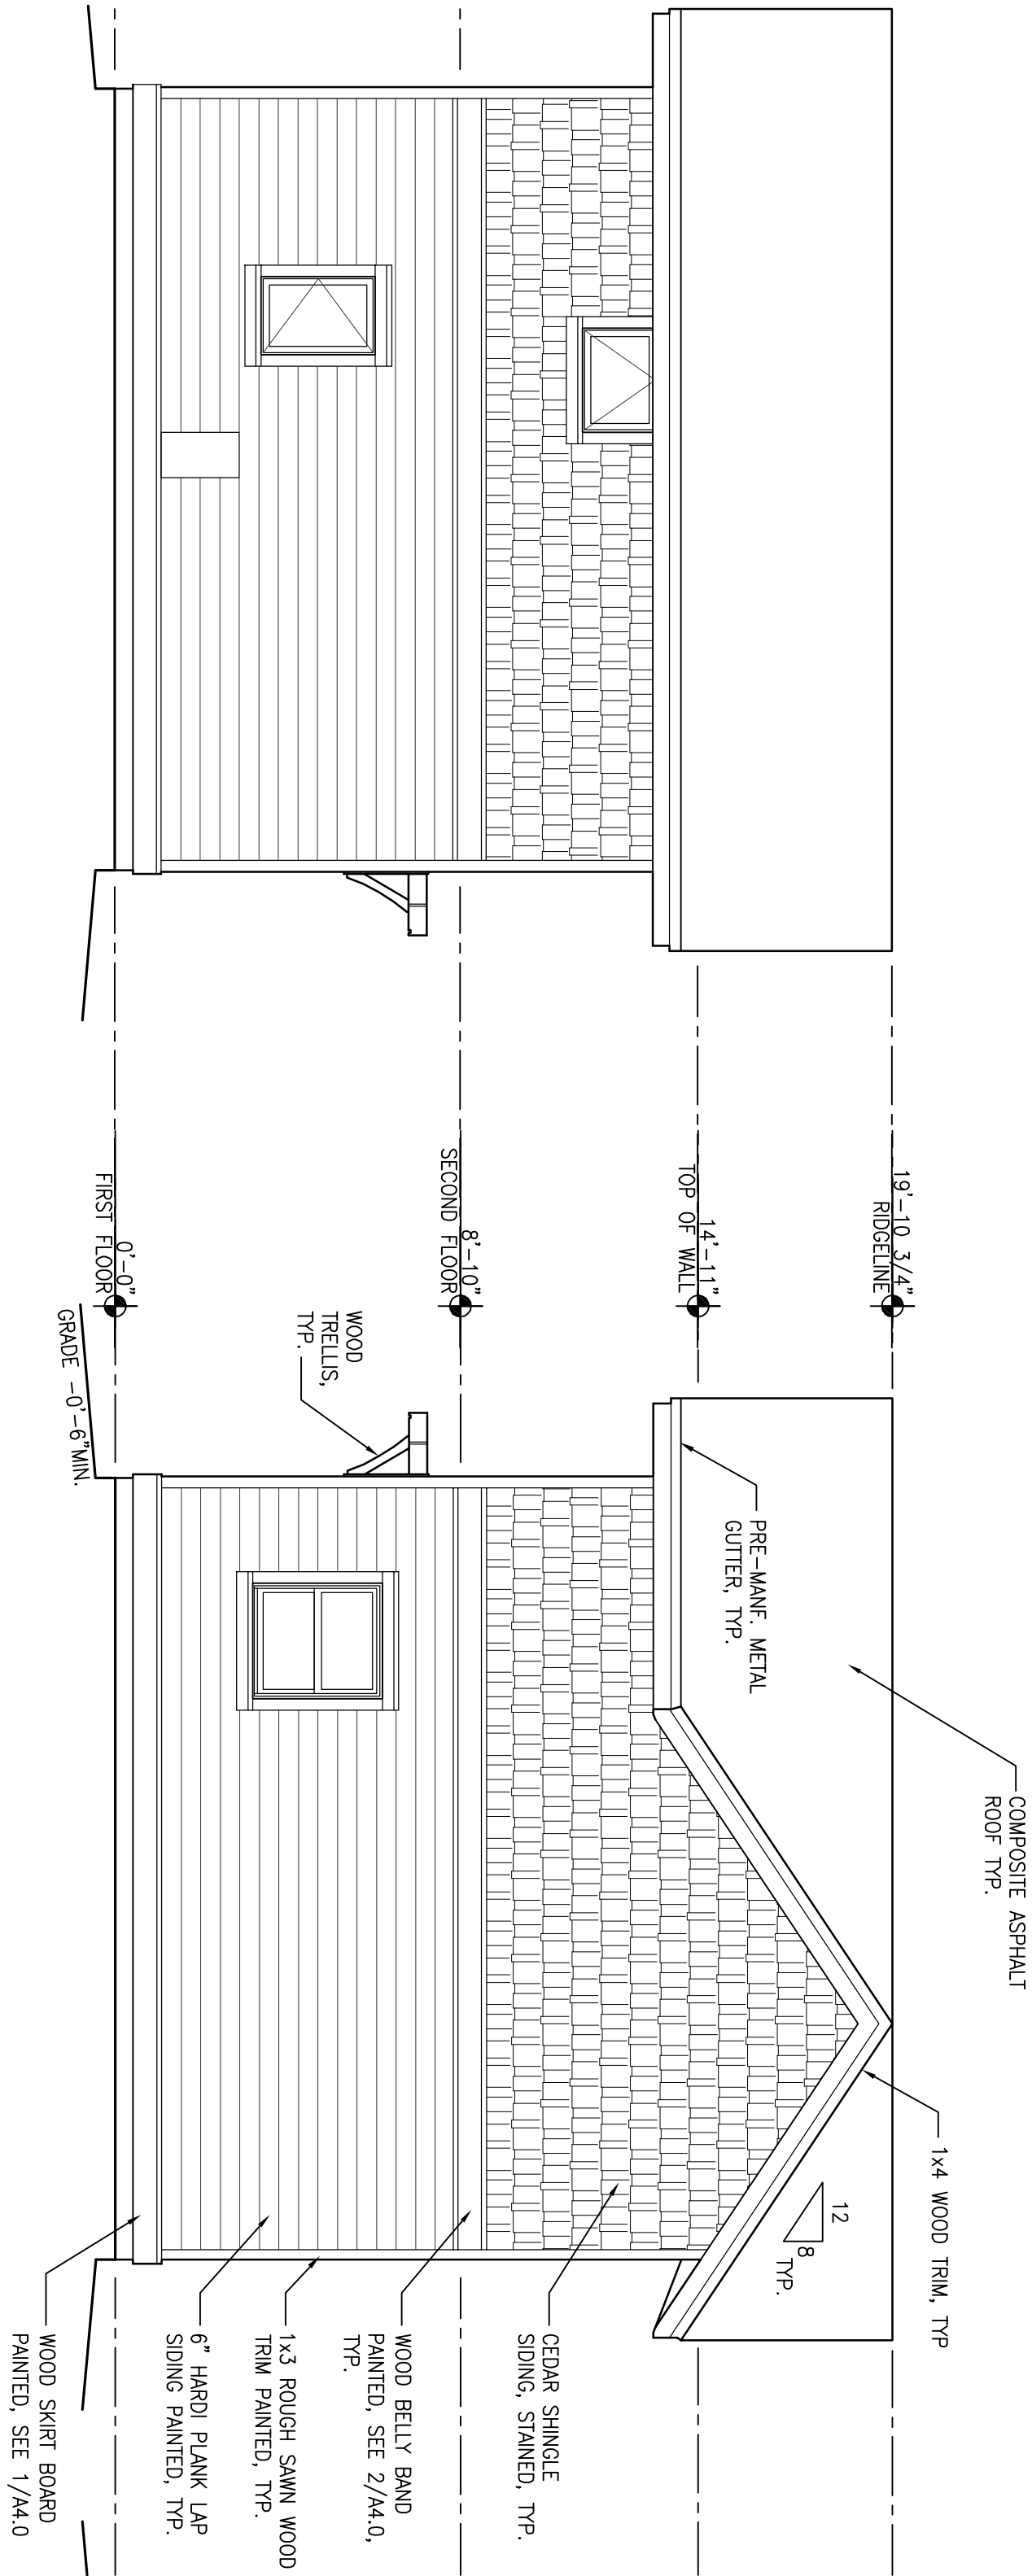 COMPOSITE ASPHALT
ROOF TYP.
1x4 WOOD TRIM, TYP
12
8
TYP.
19'-10 3/4"
RIDGELINE
PRE-MANF. METAL
GUTTER, TYP.
14'-11"
TOP OF WALL
CEDAR SHINGLE
SIDING, STAINED, TYP.
8'-10"
SECOND FLOOR
WOOD BELLY BAND
PAINTED, SEE 2/A4.0,
TYP.
WOOD
TRELLIS,
TYP.
1x3 ROUGH SAWN WOOD
TRIM PAINTED, TYP.
6" HARDI PLANK LAP
SIDING PAINTED, TYP.
0'-0"
FIRST FLOOR
GRADE -0'-6"MIN.
WOOD SKIRT BOARD
PAINTED, SEE 1/A4.0